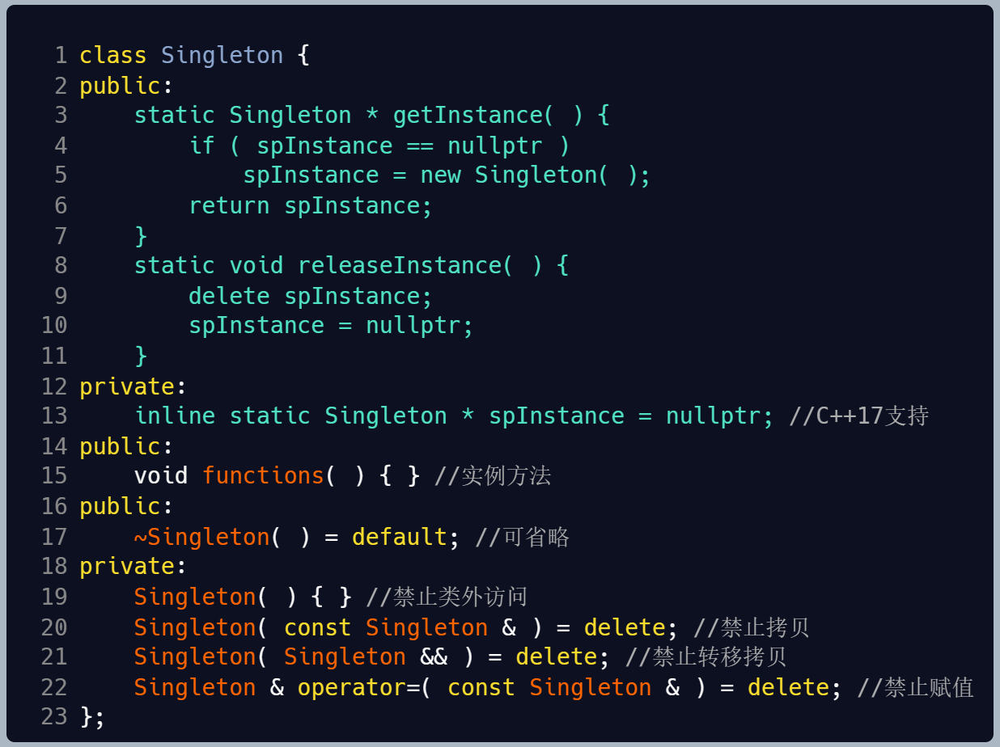 1 class Singleton {
2 public:
3     static Singleton * getInstance( ) {
4         if ( spInstance == nullptr )
5             spInstance = new Singleton( );
6         return spInstance;
7     }
8     static void releaseInstance( ) {
9         delete spInstance;
10         spInstance = nullptr;
11     }
12 private:
13     inline static Singleton * spInstance = nullptr; //C++17支持
14 public:
15     void functions( ) { } //实例方法
16 public:
17     ~Singleton( ) = default; //可省略
18 private:
19     Singleton( ) { } //禁止类外访问
20     Singleton( const Singleton & ) = delete; //禁止拷贝
21     Singleton( Singleton && ) = delete; //禁止转移拷贝
22     Singleton & operator=( const Singleton & ) = delete; //禁止赋值
23 };